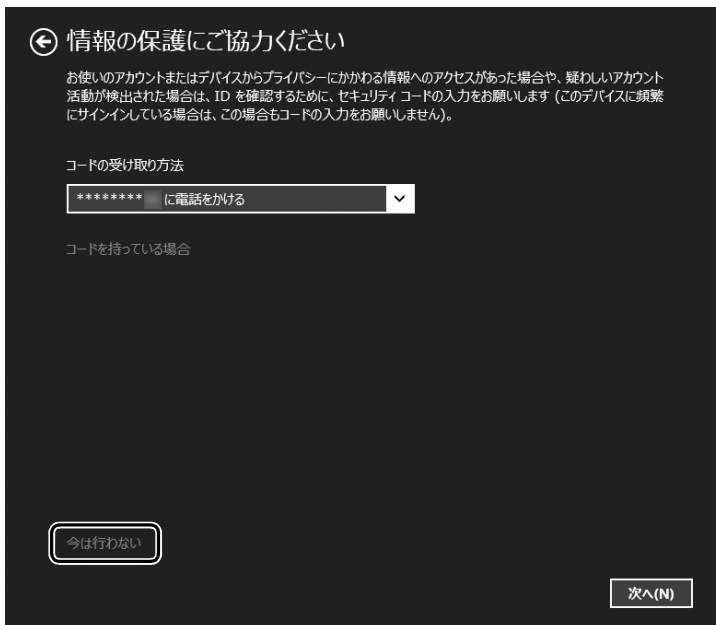 情報の保護にご協力ください
お使いのアカウントまたはデバイスからプライバシーにかかわる情報へのアクセスがあった場合や、疑わしいアカウント
活動が検出された場合は、ID を確認するために、セキュリティ コードの入力をお願いします (このデバイスに頻繁
にサインインしている場合は、この場合もコードの入力をお願いしません)。
コードの受け取り方法
******** に電話をかける
コードを持っている場合
今は行わない
次へ(N)